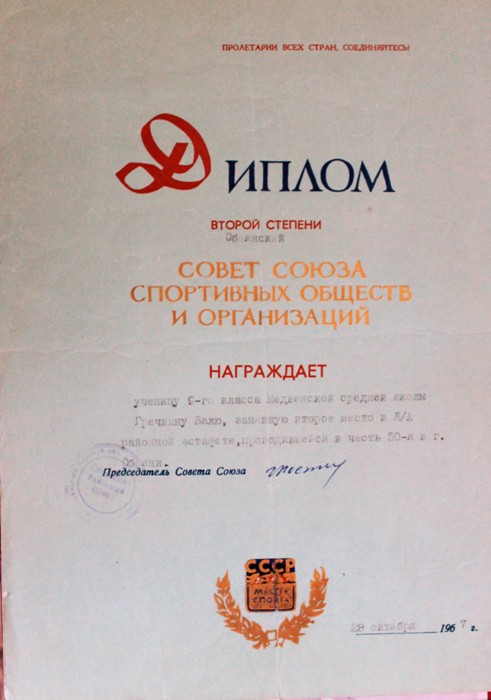 ПРОЛЕТАРИИ ВСЕХ СТРАН, СОЕДИНЯЙТЕСЬ!
ДИПЛОМ
ВТОРОЙ СТЕПЕНИ
Обоянский
СОВЕТ СОЮЗА
СПОРТИВНЫХ ОБЩЕСТВ
И ОРГАНИЗАЦИЙ
НАГРАЖДАЕТ
ученицу 9-го класса Медвенской средней школы
Гречкину Валю, занявшую второе место в Л/А
районной эстафете, проводившейся в честь 50-я в г.
Обояни.
Председатель Совета Союза
СССР
МАСТЕР
СПОРТА
28 октября 1967 г.